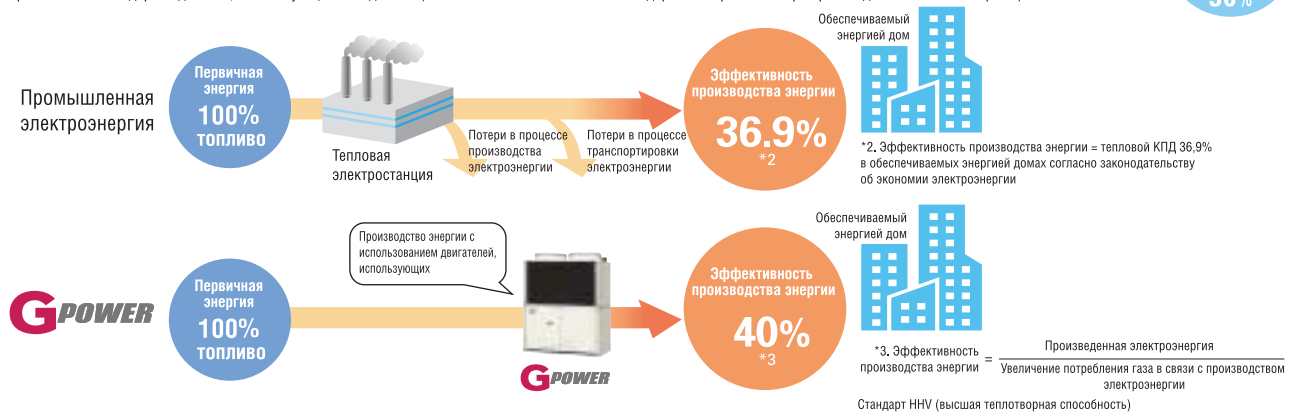 Обеспечиваемый
энергией дом
Промышленная
электроэнергия
Первичная
энергия
100%
топливо
Тепловая
электростанция
Потери в процессе
производства
электроэнергии
Потери в процессе
транспортировки
электроэнергии
Эффективность
производства энергии
36.9%
*2
*2. Эффективность производства энергии = тепловой КПД 36,9%
в обеспечиваемых энергией домах согласно законодательству
об экономии электроэнергии
G POWER
Первичная
энергия
100%
топливо
Производство энергии с
использованием двигателей,
использующих
G POWER
Эффективность
производства энергии
40%
*3
Обеспечиваемый
энергией дом
*3. Эффективность
производства энергии
=
Произведенная электроэнергия
Увеличение потребления газа в связи с производством
электроэнергии
Стандарт HHV (высшая теплотворная способность)